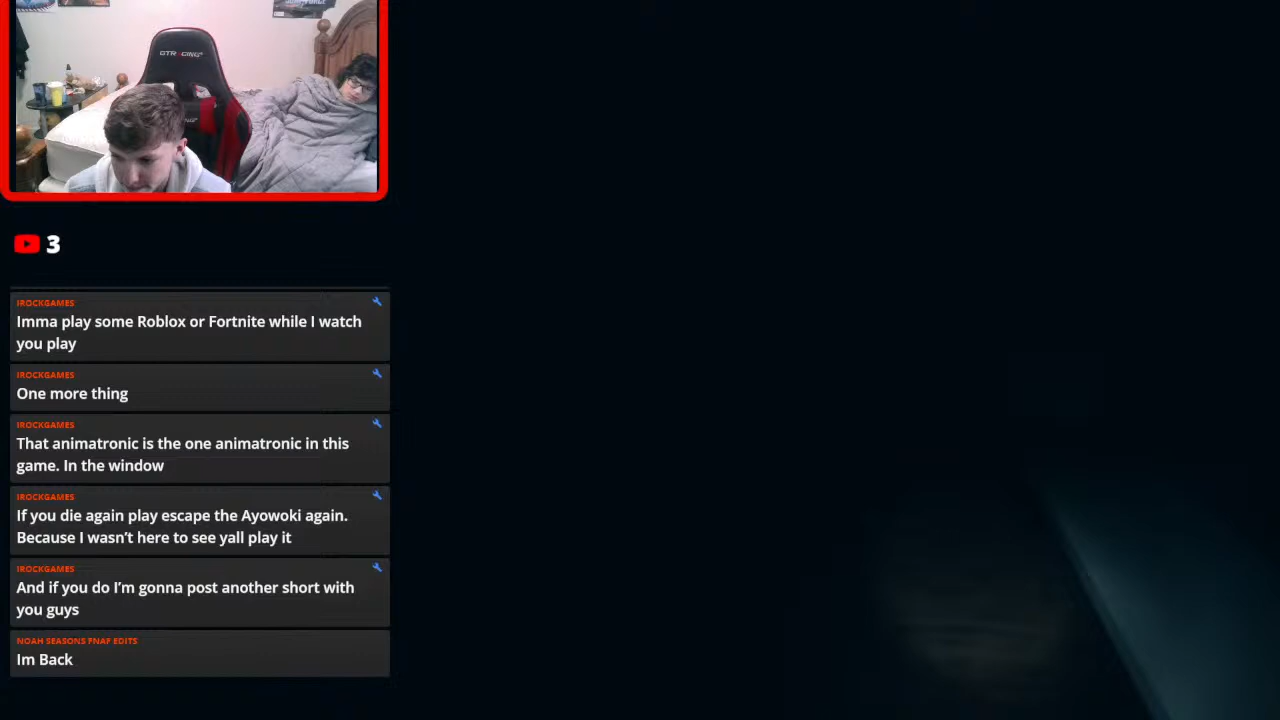 GTRACING
3
IROCKGAMES
Imma play some Roblox or Fortnite while I watch
you play
IROCKGAMES
One more thing
IROCKGAMES
That animatronic is the one animatronic in this
game. In the window
IROCKGAMES
If you die again play escape the Ayowoki again.
Because I wasn’t here to see yall play it
IROCKGAMES
And if you do I’m gonna post another short with
you guys
NOAH SEASONS FNAF EDITS
Im Back